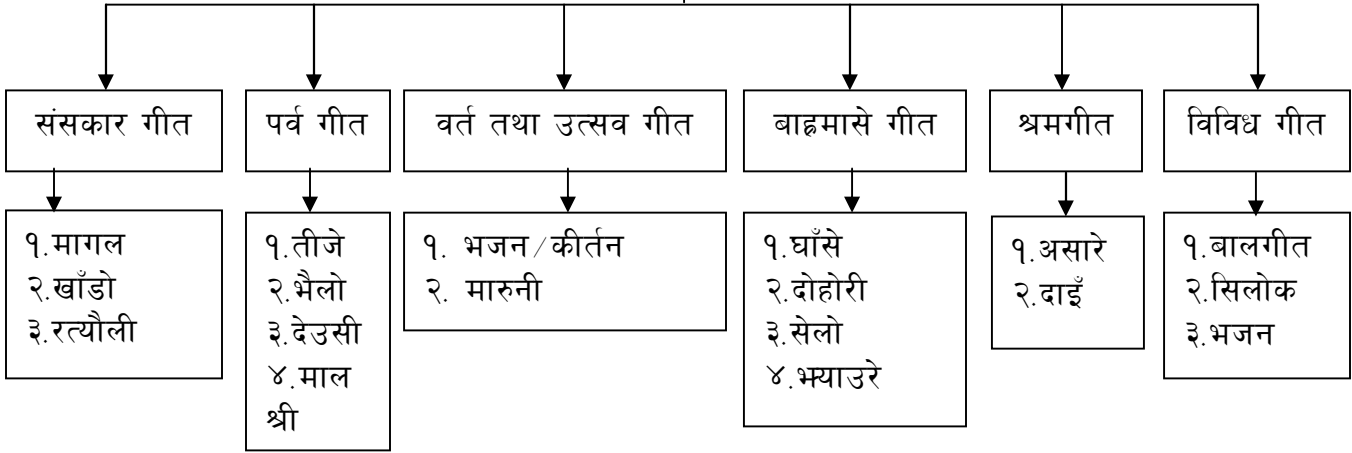 संसकार गीत
पर्व गीत
वर्त तथा उत्सव गीत
बाह्रमासे गीत
श्रमगीत
विविध गीत
१.मागल
२.खाँडो
३.रत्यौली
१.तीजे
२.भैलो
३.देउसी
४.माल
श्री
१. भजन/कीर्तन
२. मारुनी
१.घाँसे
२.दोहोरी
३.सेलो
४.झ्याउरे
१.असारे
२.दाइँ
१.बालगीत
२.सिलोक
३.भजन